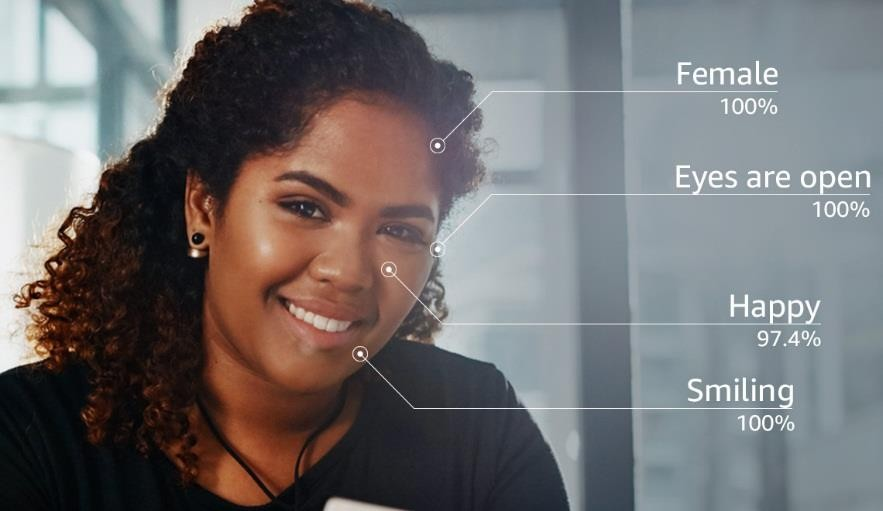 Female
100%
Eyes are open
100%
Happy
97.4%
Smiling
100%